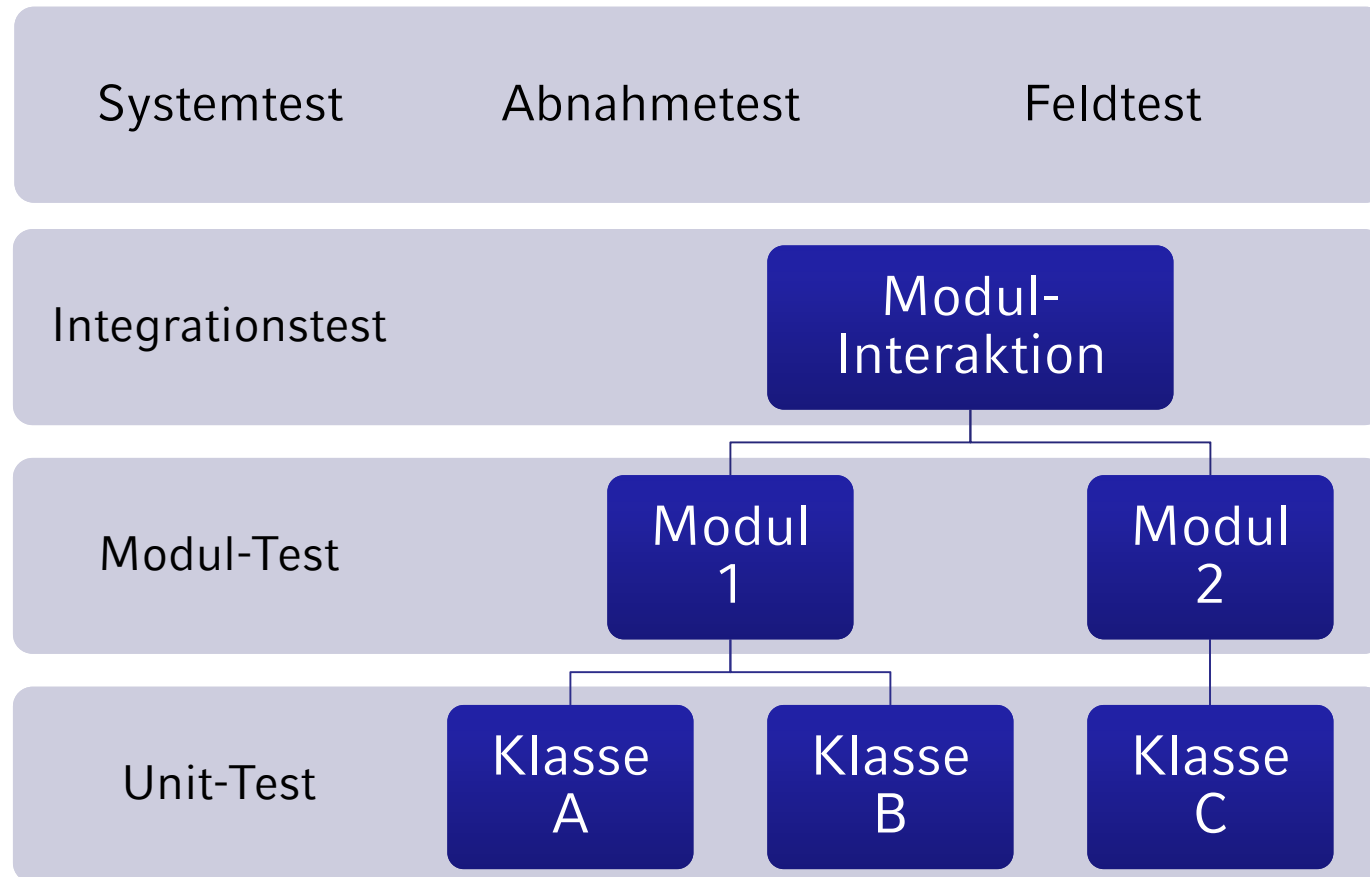 Systemtest Abnahmetest Feldtest
Integrationstest
Modul-
Interaktion
Modul-Test
Modul
1
Modul
2
Unit-Test
Klasse
A
Klasse
B
Klasse
C